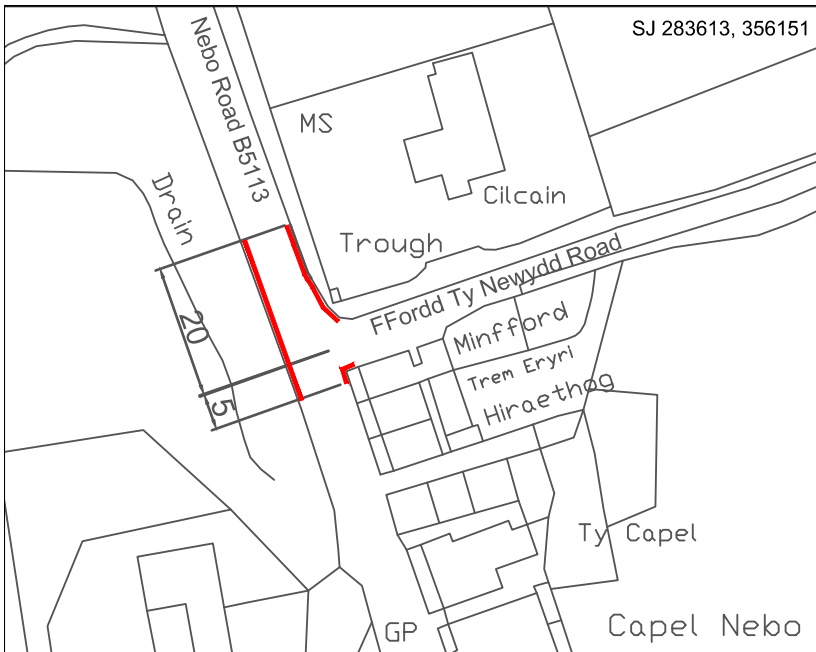 SJ 283613, 356151
Nebo Road B5113
MS
Cilcain
Drain
Trough
FFordd Ty Newydd Road
20
Minffordd
Trem Eryri
Hiraethog
5
Ty Capel
GP
Capel Nebo